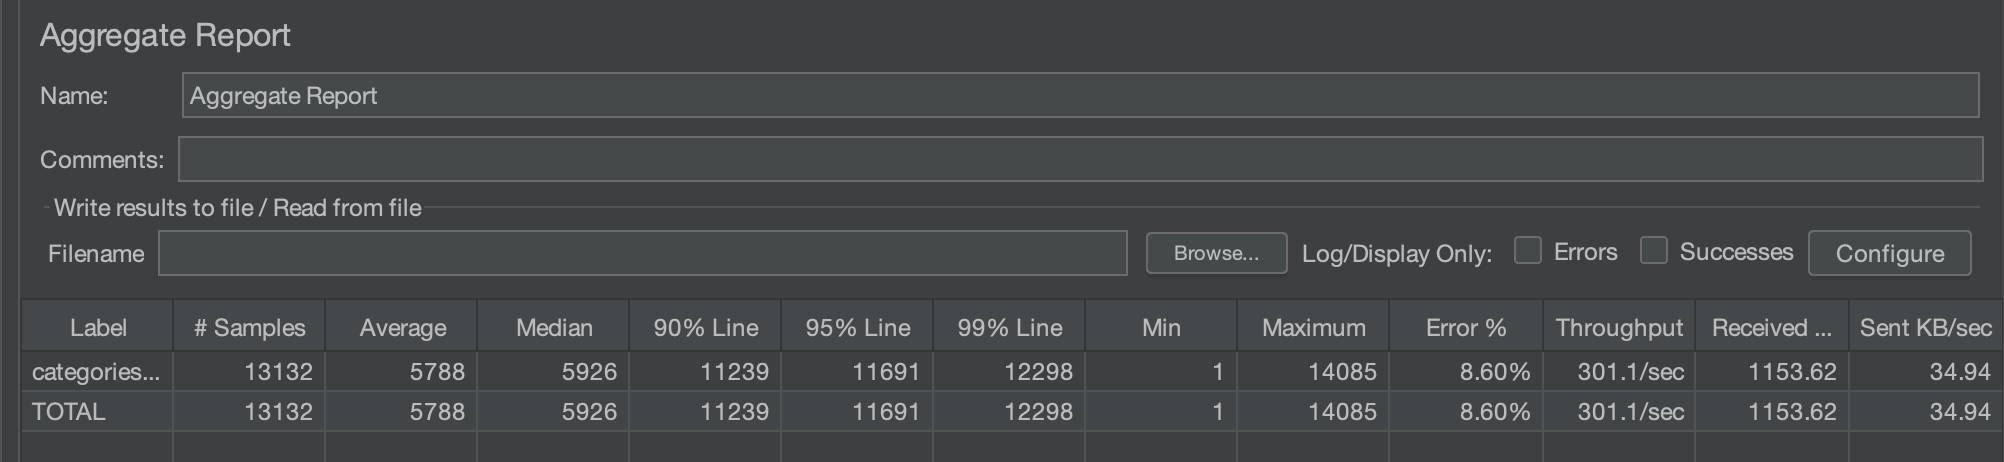 Aggregate Report
Name: Aggregate Report
Comments:
Write results to file / Read from file
Filename Browse... Log/Display Only: Errors Successes Configure
Label # Samples Average Median 90% Line 95% Line 99% Line Min Maximum Error % Throughput Received ... Sent KB/sec
categories... 13132 5788 5926 11239 11691 12298 1 14085 8.60% 301.1/sec 1153.62 34.94
TOTAL 13132 5788 5926 11239 11691 12298 1 14085 8.60% 301.1/sec 1153.62 34.94